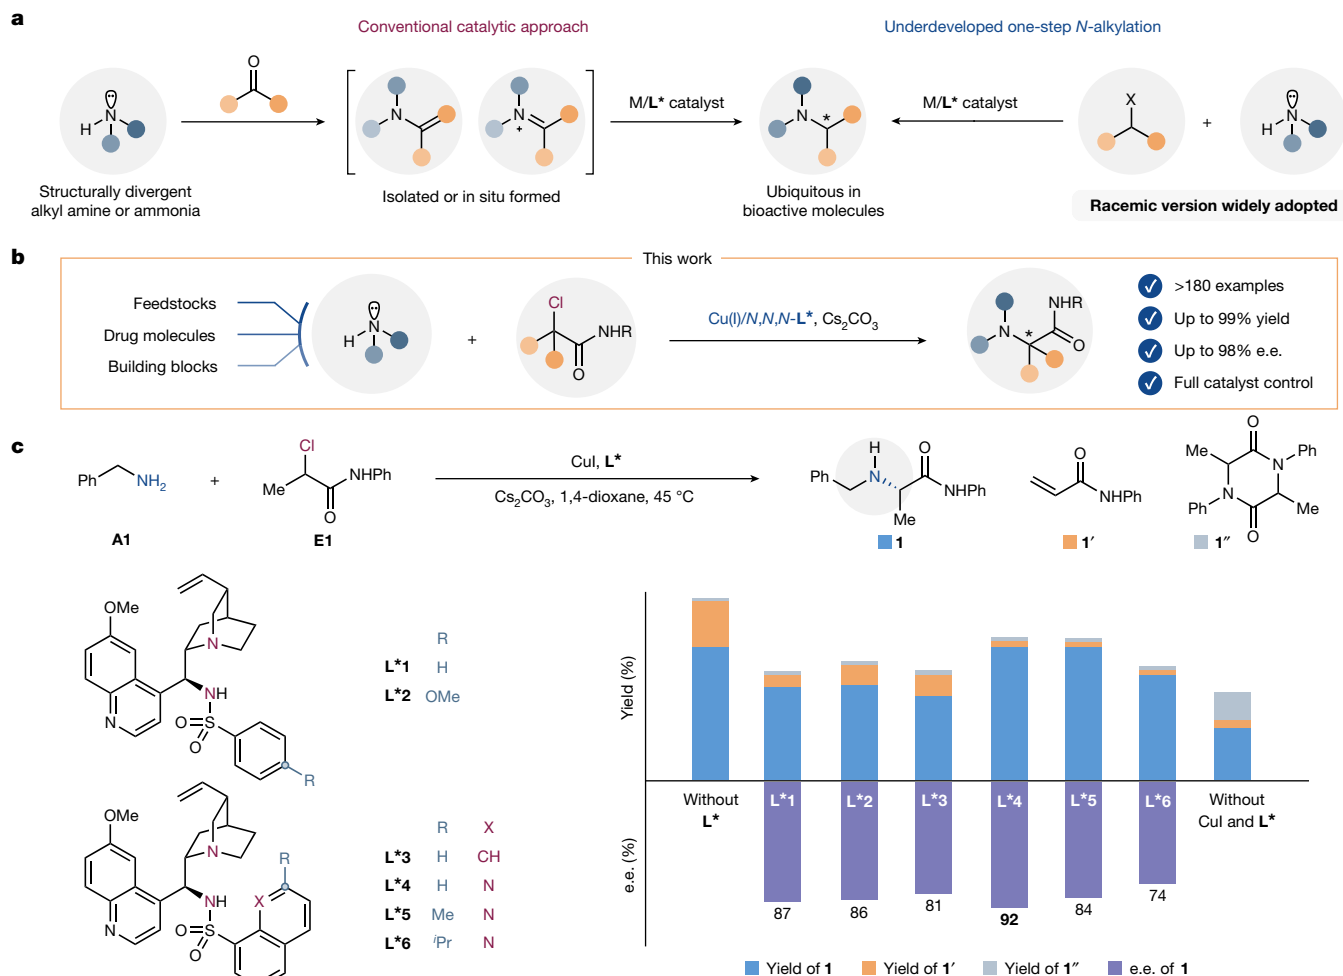 a
Conventional catalytic approach
Underdeveloped one-step N-alkylation
O
H N
N
N
+
M/L* catalyst
N
*
M/L* catalyst
X
+
H N
Structurally divergent
alkyl amine or ammonia
Isolated or in situ formed
Ubiquitous in
bioactive molecules
Racemic version widely adopted
b
This work
Feedstocks
Drug molecules
Building blocks
H N
+
Cl
NHR
O
Cu(I)/N,N,N-L*, Cs2CO3
N
*
NHR
O
>180 examples
Up to 99% yield
Up to 98% e.e.
Full catalyst control
c
Ph NH2
A1
+
Cl
Me
NHPh
O
E1
CuI, L*
Cs2CO3, 1,4-dioxane, 45 °C
H
N
Ph
O
NHPh
Me
1
O
NHPh
1′
O
Me
N
Ph
N
Ph
Me
O
1″
OMe
N
N
NH
O
S
O
R
R
L*1 H
L*2 OMe
OMe
N
N
NH
O
S
O
X
R
R X
L*3 H CH
L*4 H N
L*5 Me N
L*6 iPr N
Yield (%)
e.e. (%)
Without
L*
L*1
L*2
L*3
L*4
L*5
L*6
Without
CuI and L*
87
86
81
92
84
74
Yield of 1
Yield of 1′
Yield of 1″
e.e. of 1